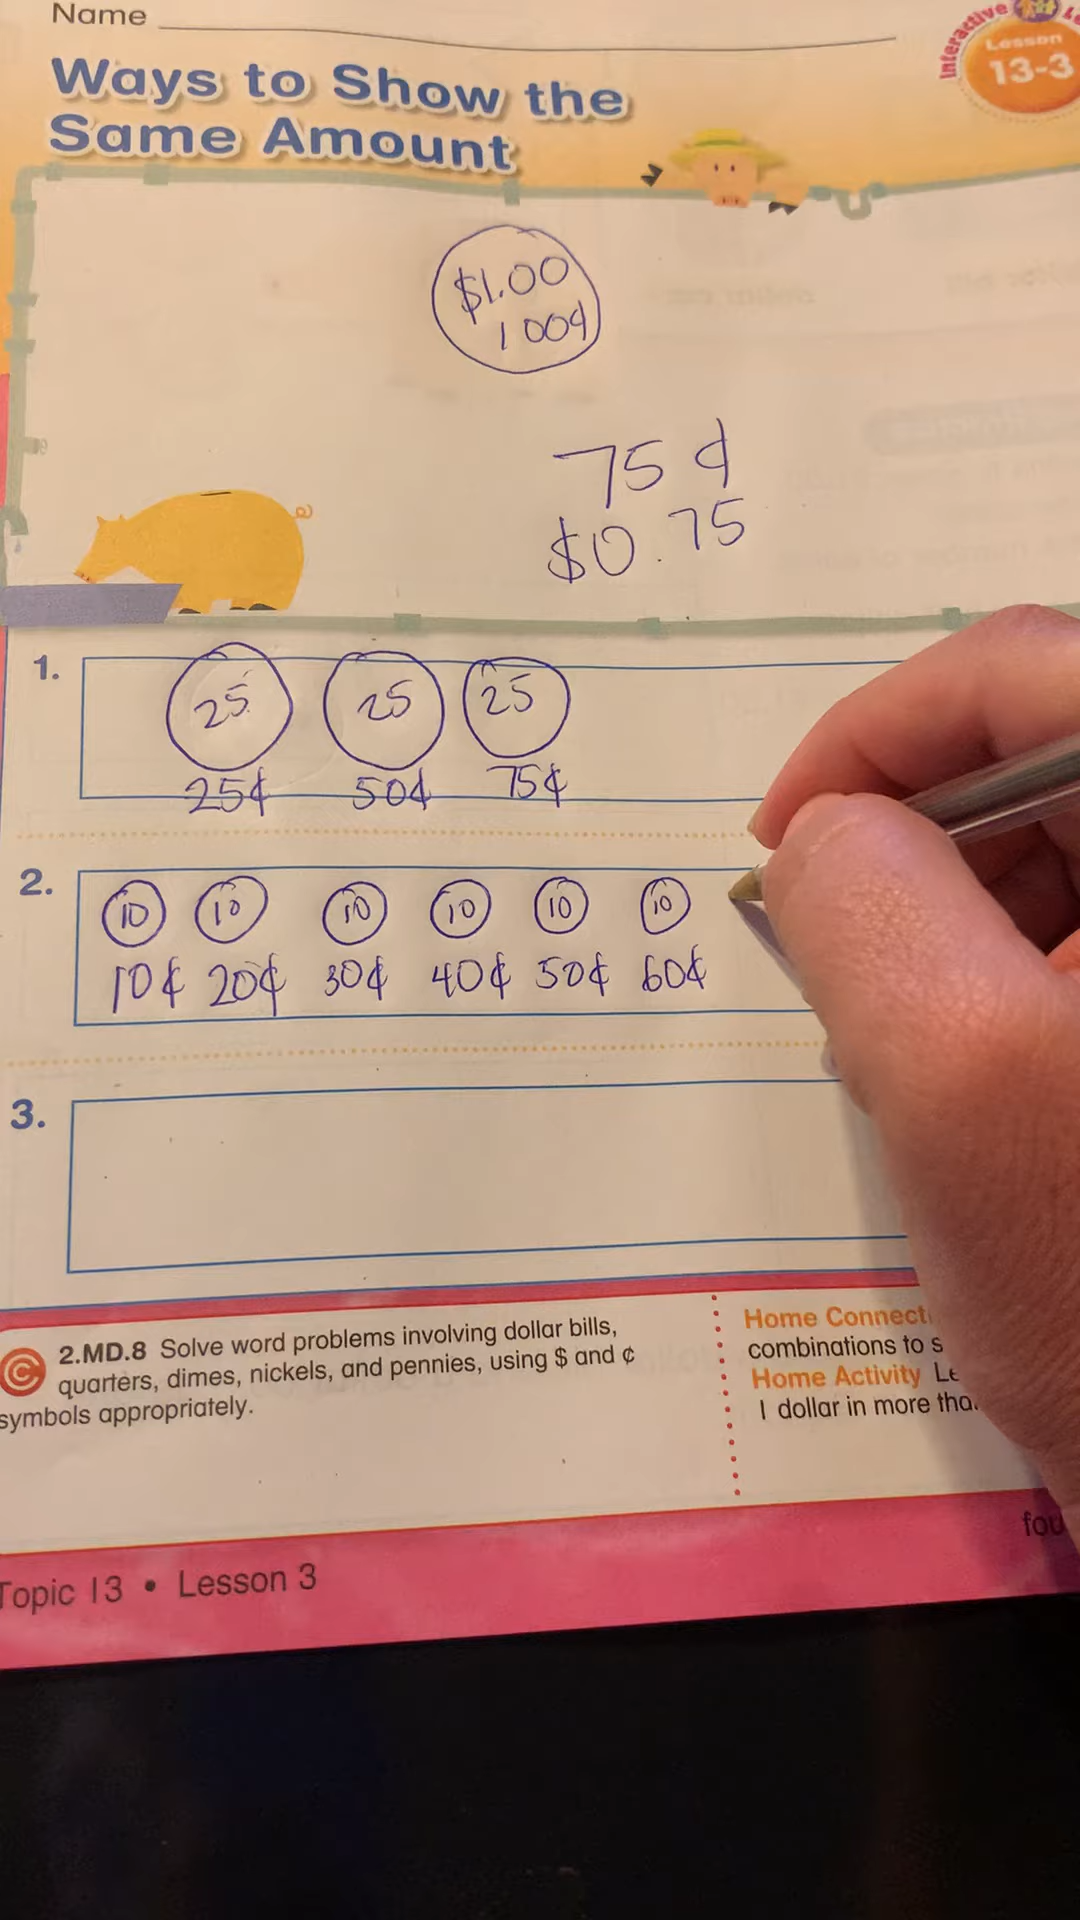 Name
Interactive
Lesson
13-3
Ways to Show the
Same Amount
$1.00
100¢
75¢
$0.75
1.
25 25 25
25¢ 50¢ 75¢
2.
10 10 10 10 10 10
10¢ 20¢ 30¢ 40¢ 50¢ 60¢
3.
2.MD.8 Solve word problems involving dollar bills,
quarters, dimes, nickels, and pennies, using $ and ¢
symbols appropriately.
Home Connecti
combinations to s
Home Activity Le
1 dollar in more tha
fou
Topic 13 • Lesson 3